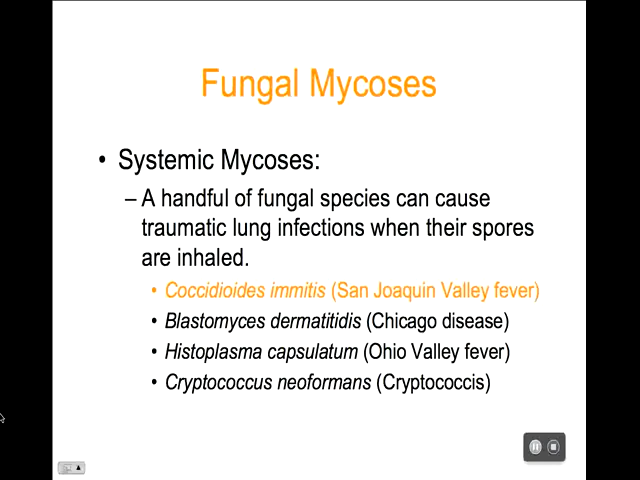 Fungal Mycoses
• Systemic Mycoses:
– A handful of fungal species can cause
traumatic lung infections when their spores
are inhaled.
• Coccidioides immitis (San Joaquin Valley fever)
• Blastomyces dermatitidis (Chicago disease)
• Histoplasma capsulatum (Ohio Valley fever)
• Cryptococcus neoformans (Cryptococcis)